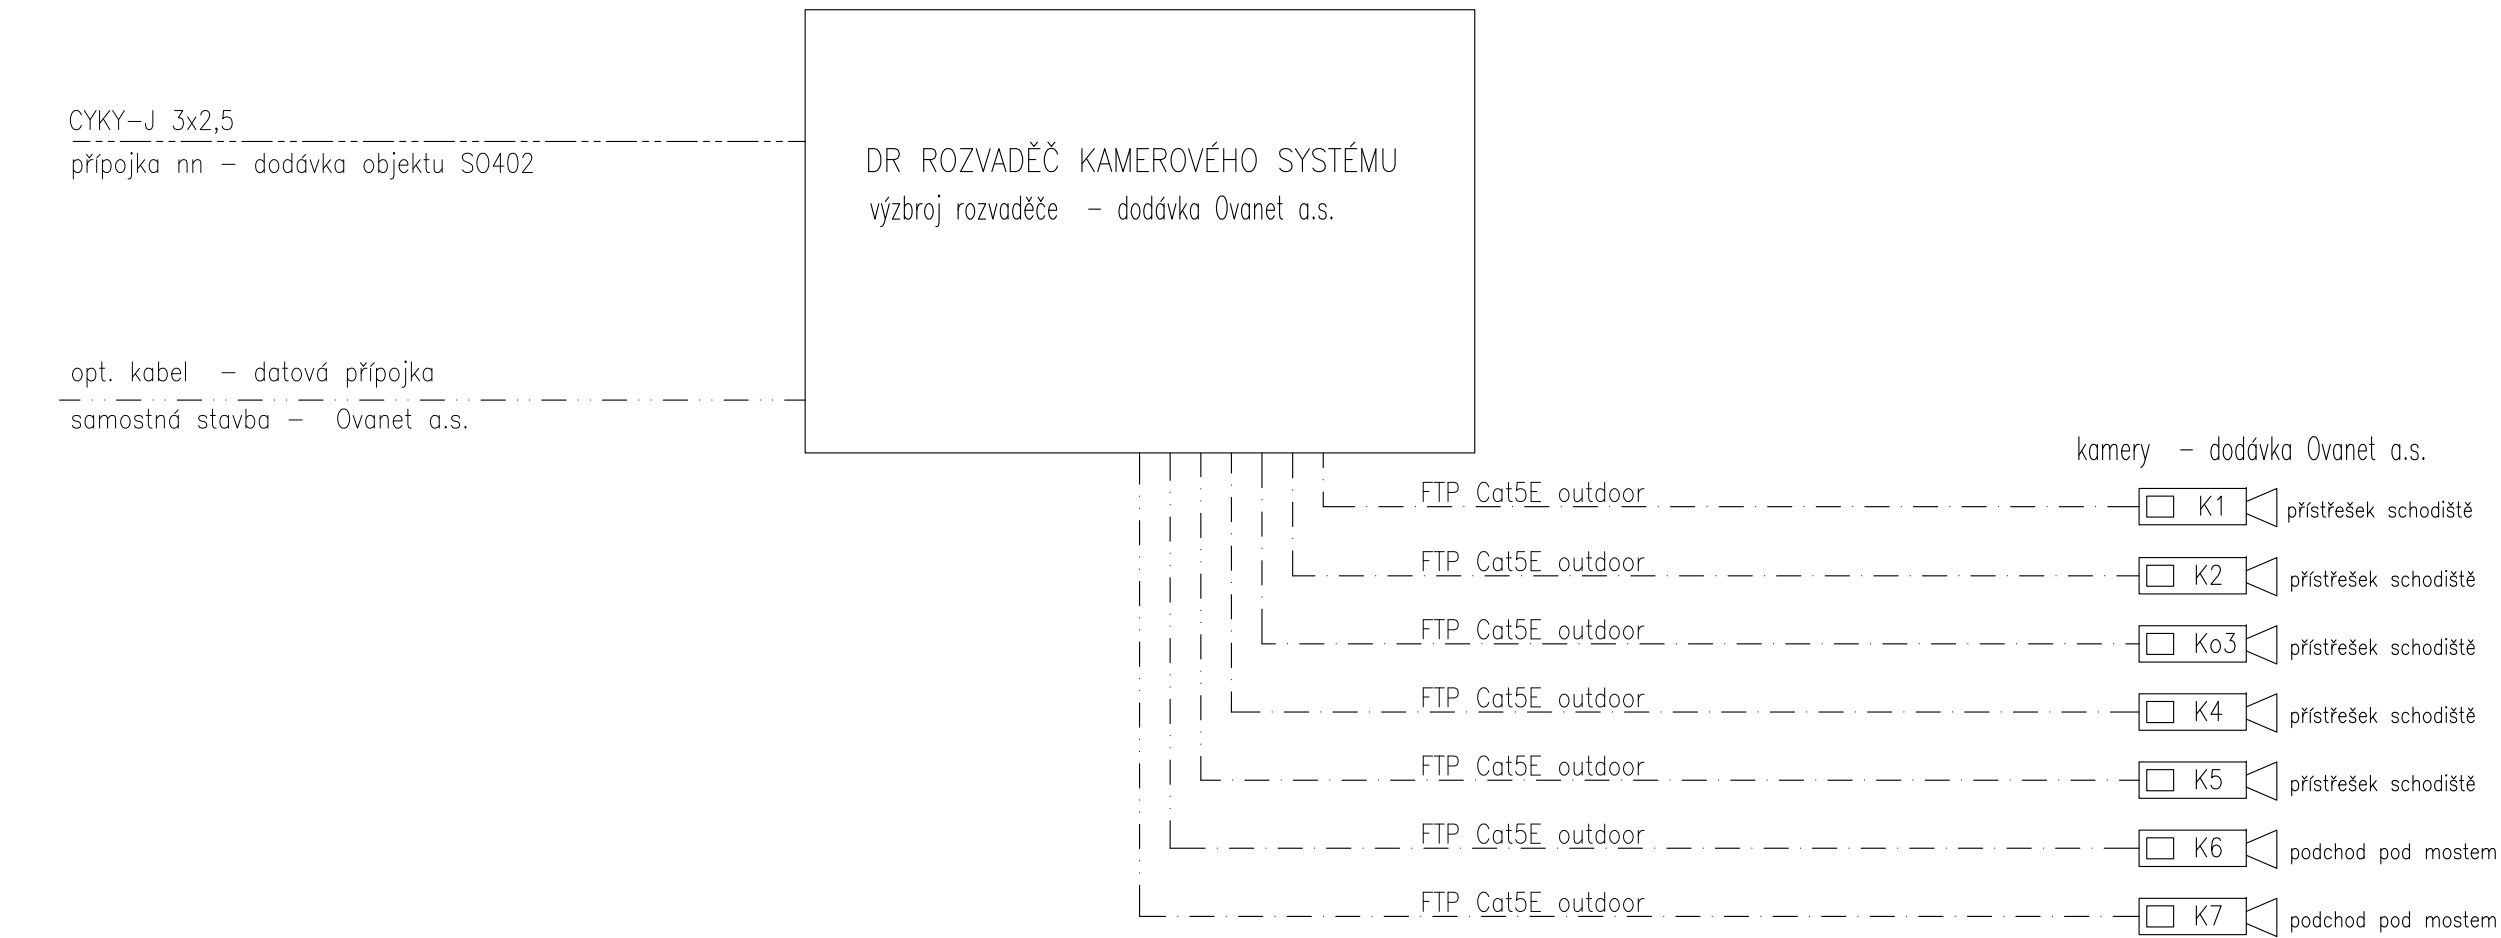 CYKY-J 3x2,5
přípojka nn - dodávka objektu SO402
DR ROZVADĚČ KAMEROVÉHO SYSTÉMU
výzbroj rozvaděče - dodávka Ovanet a.s.
opt. kabel - datová přípojka
samostná stavba - Ovanet a.s.
kamery - dodávka Ovanet a.s.
FTP Cat5E outdoor
K1 přístřešek schodiště
FTP Cat5E outdoor
K2 přístřešek schodiště
FTP Cat5E outdoor
Ko3 přístřešek schodiště
FTP Cat5E outdoor
K4 přístřešek schodiště
FTP Cat5E outdoor
K5 přístřešek schodiště
FTP Cat5E outdoor
K6 podchod pod mostem
FTP Cat5E outdoor
K7 podchod pod mostem